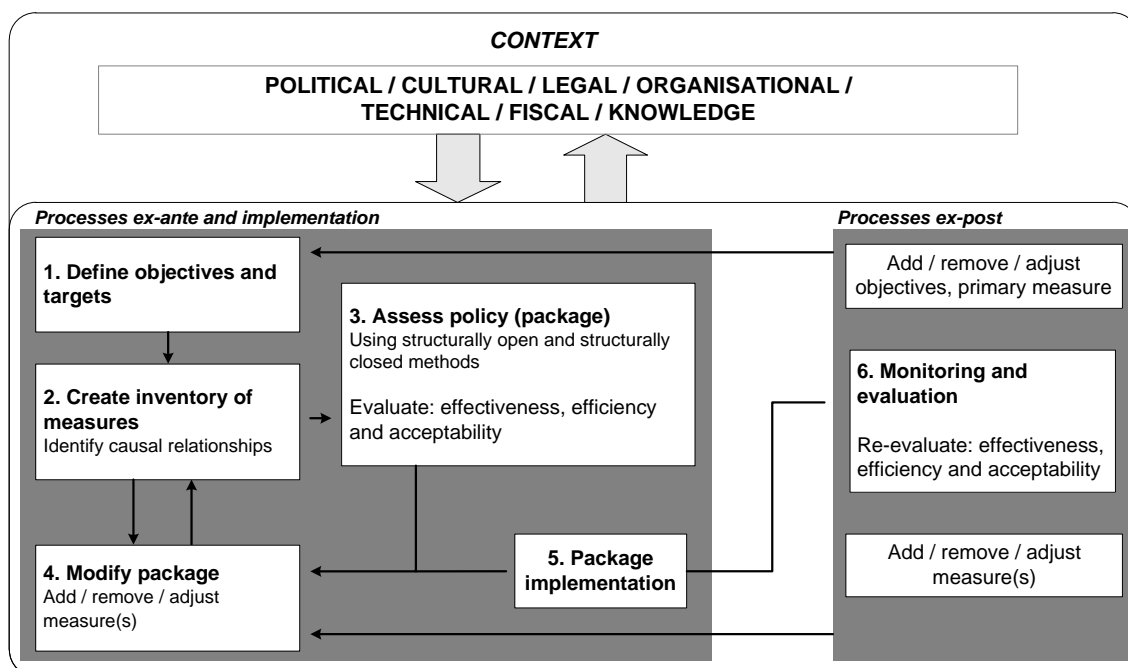 CONTEXT
POLITICAL / CULTURAL / LEGAL / ORGANISATIONAL /
TECHNICAL / FISCAL / KNOWLEDGE
Processes ex-ante and implementation
1. Define objectives and
targets
2. Create inventory of
measures
Identify causal relationships
3. Assess policy (package)
Using structurally open and structurally
closed methods
Evaluate: effectiveness, efficiency
and acceptability
4. Modify package
Add / remove / adjust
measure(s)
5. Package
implementation
Processes ex-post
Add / remove / adjust
objectives, primary measure
6. Monitoring and
evaluation
Re-evaluate: effectiveness,
efficiency and acceptability
Add / remove / adjust
measure(s)